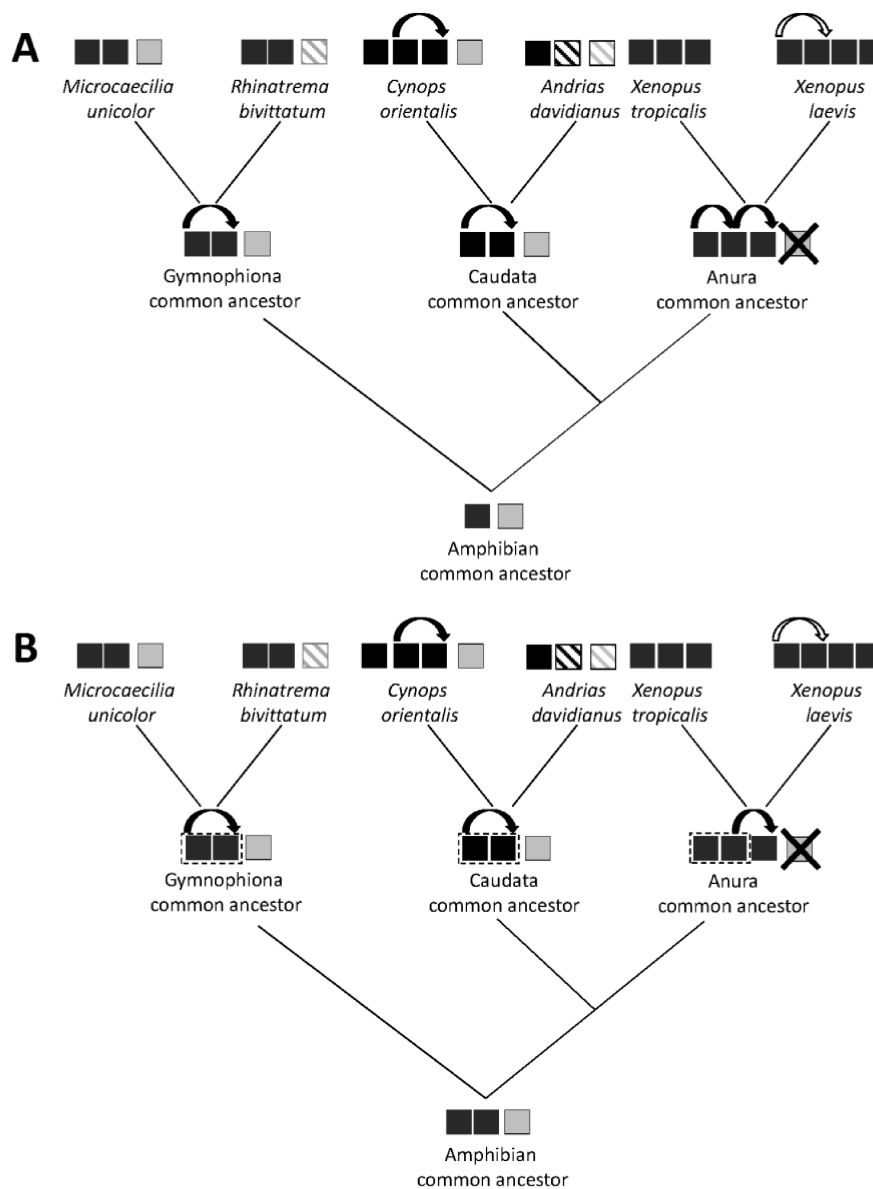 A
Microcaecilia
unicolor
Rhinatrema
bivittatum
Cynops
orientalis
Andrias
davidianus
Xenopus
tropicalis
Xenopus
laevis
Gymnophiona
common ancestor
Caudata
common ancestor
Anura
common ancestor
Amphibian
common ancestor
B
Microcaecilia
unicolor
Rhinatrema
bivittatum
Cynops
orientalis
Andrias
davidianus
Xenopus
tropicalis
Xenopus
laevis
Gymnophiona
common ancestor
Caudata
common ancestor
Anura
common ancestor
Amphibian
common ancestor